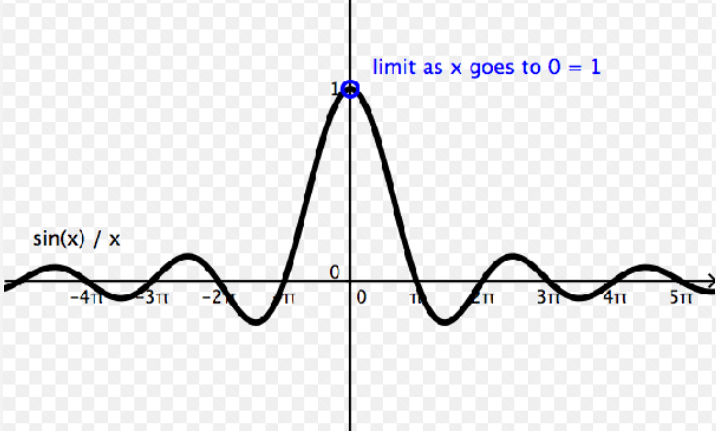 limit as x goes to 0 = 1
1
sin(x) / x
0
-4π -3π -2π -π 0 π 2π 3π 4π 5π